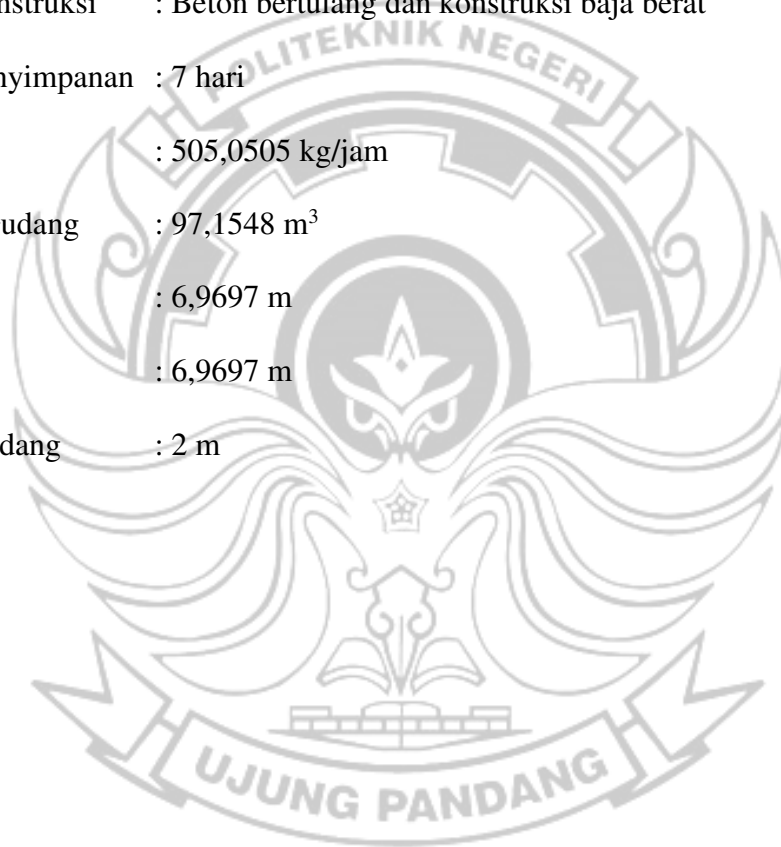 nstruksi : Beton bertulang dan konstruksi baja berat
nyimpanan : 7 hari
: 505,0505 kg/jam
udang : 97,1548 m³
: 6,9697 m
: 6,9697 m
dang : 2 m
POLITEKNIK NEGERI
UJUNG PANDANG